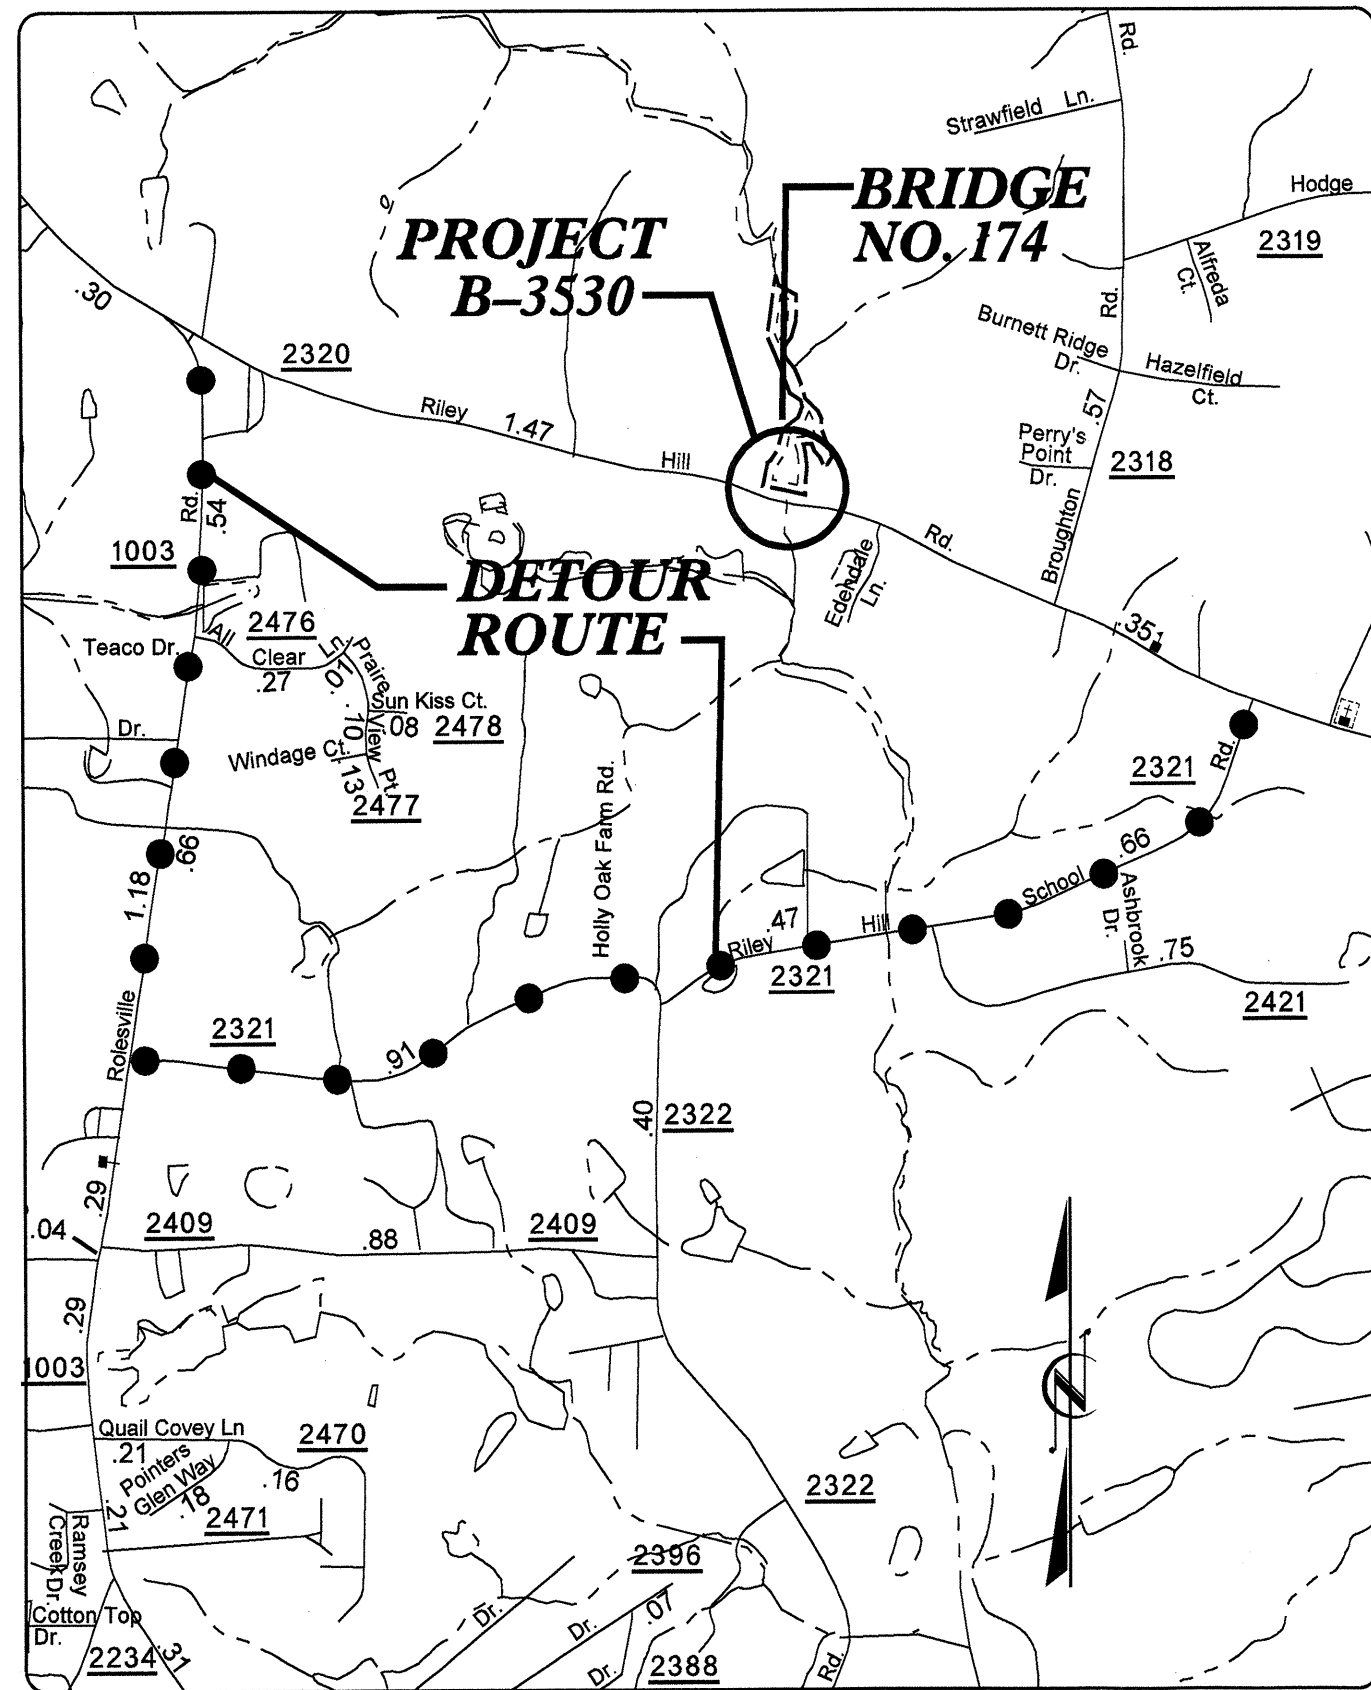 Rd.
Strawfield Ln.
BRIDGE
NO. 174
Hodge
2319
Alfreda
Ct.
PROJECT
B-3530
.30
2320
Rd.
Burnett Ridge
Dr.
Hazelfield
Ct.
.57
Riley
1.47
Hill
Perry's
Point
Dr.
2318
Broughton
Rd.
.54
1003
Rd.
Edendale
Ln.
DETOUR
ROUTE
.35
2476
All
Clear
Ln.
.27
.01
Teaco Dr.
Prairie
View
Pt.
Sun Kiss Ct.
.10
.08
2478
Dr.
Windage Ct.
.13
2477
2321
Rd.
Holly Oak Farm Rd.
.66
1.18
.66
School
Ashbrook
Dr.
.47
Hill
Riley
2321
.75
2421
Rolesville
2321
.91
.40
2322
.29
.04
2409
.88
2409
.29
1003
Quail Covey Ln
2470
.21
Pointers
Glen Way
.16
.18
2471
.21
Ramsey
Creek Dr.
2322
N
2396
Dr.
Dr.
.07
Cotton Top
Dr.
2234
.31
Dr.
2388
Rd.